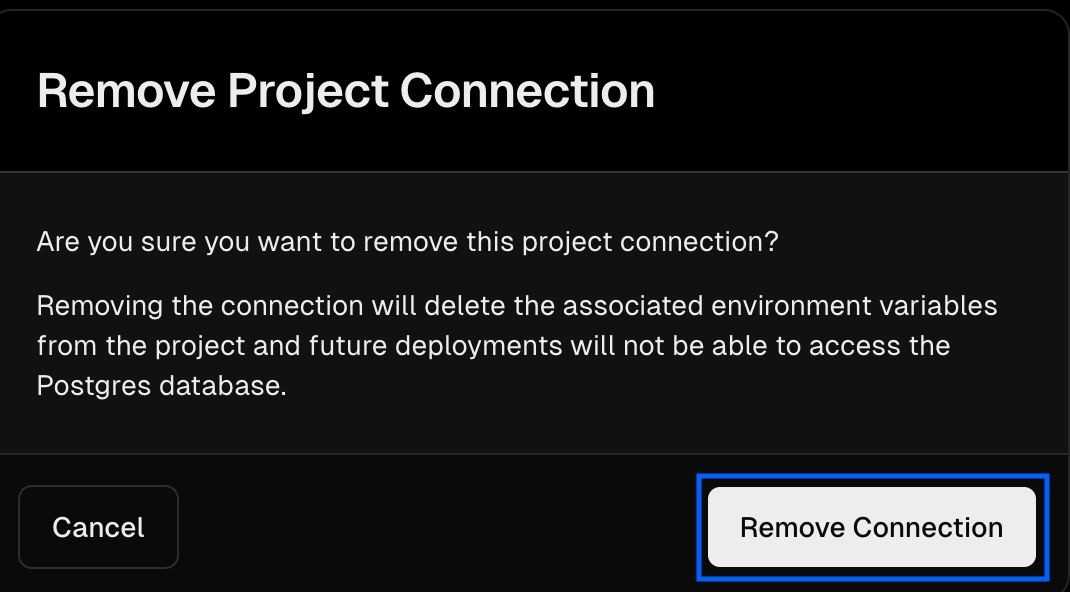 Remove Project Connection
Are you sure you want to remove this project connection?
Removing the connection will delete the associated environment variables
from the project and future deployments will not be able to access the
Postgres database.
Cancel
Remove Connection